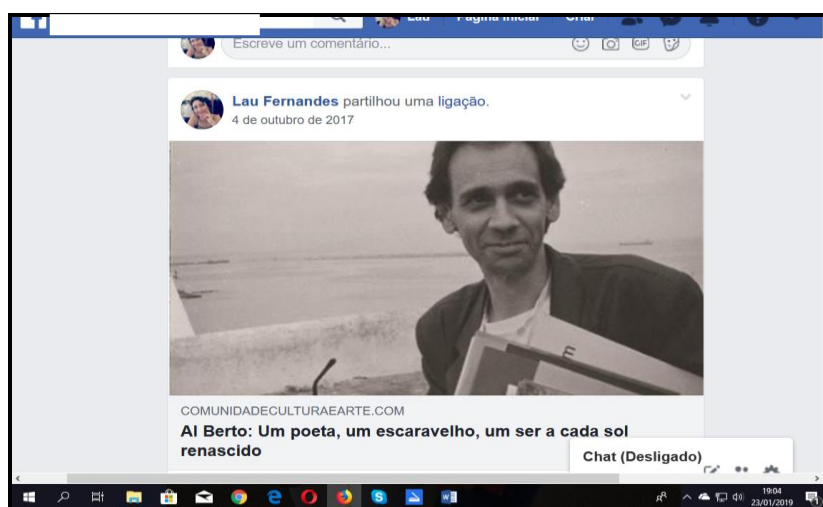 Lau Página inicial Criar
Escreve um comentário...
GIF
Lau Fernandes partilhou uma ligação.
4 de outubro de 2017
COMUNIDADECULTURAEARTE.COM
Al Berto: Um poeta, um escaravelho, um ser a cada sol
renascido
Chat (Desligado)
19:04
23/01/2019